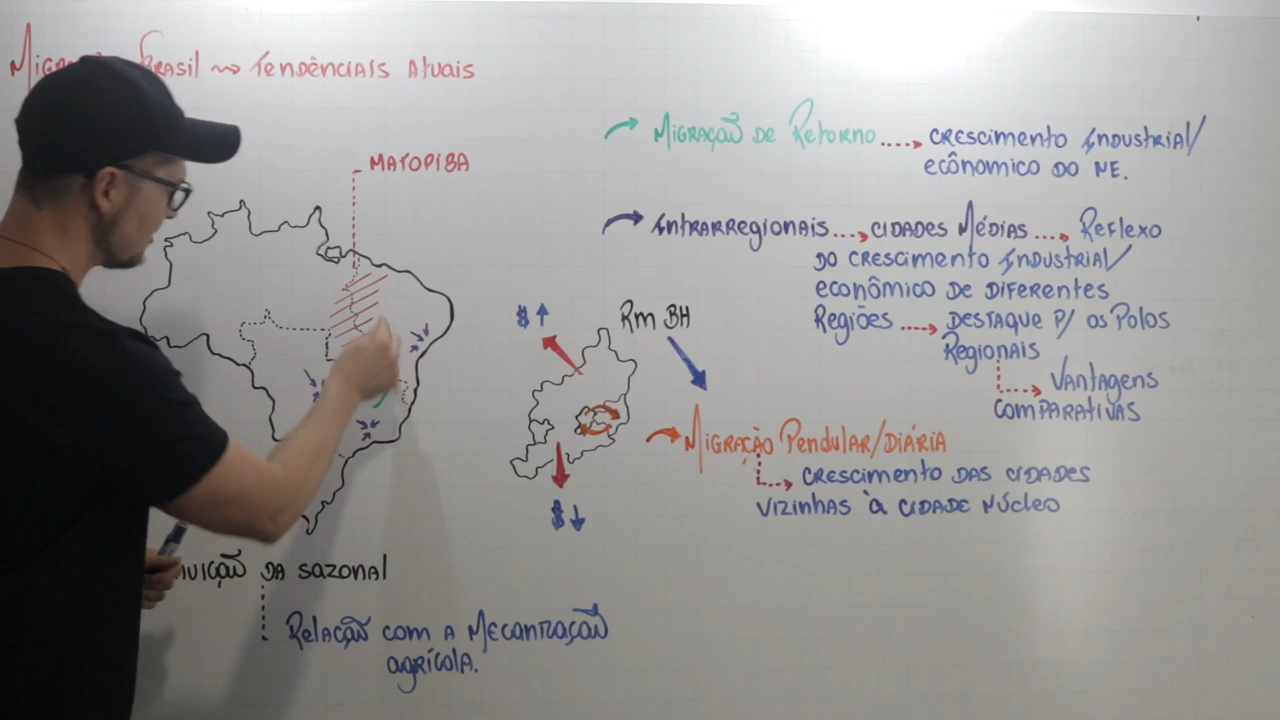 Brasil ~> Tendênciais Atuais
MATOPIBA
Migração de Retorno ....> crescimento Industrial/
ecônomico do NE.
Intrarregionais ....> cidades Médias ....> Reflexo
do crescimento Industrial/
econômico de diferentes
Regiões ....> Destaque p/ os Polos
Regionais
....> Vantagens
comparativas
$ ↑
Rm BH
Migração Pendular/Diária
...> crescimento das cidades
vizinhas à cidade núcleo
$ ↓
da sazonal
Relação com a Mecanização
agrícola.